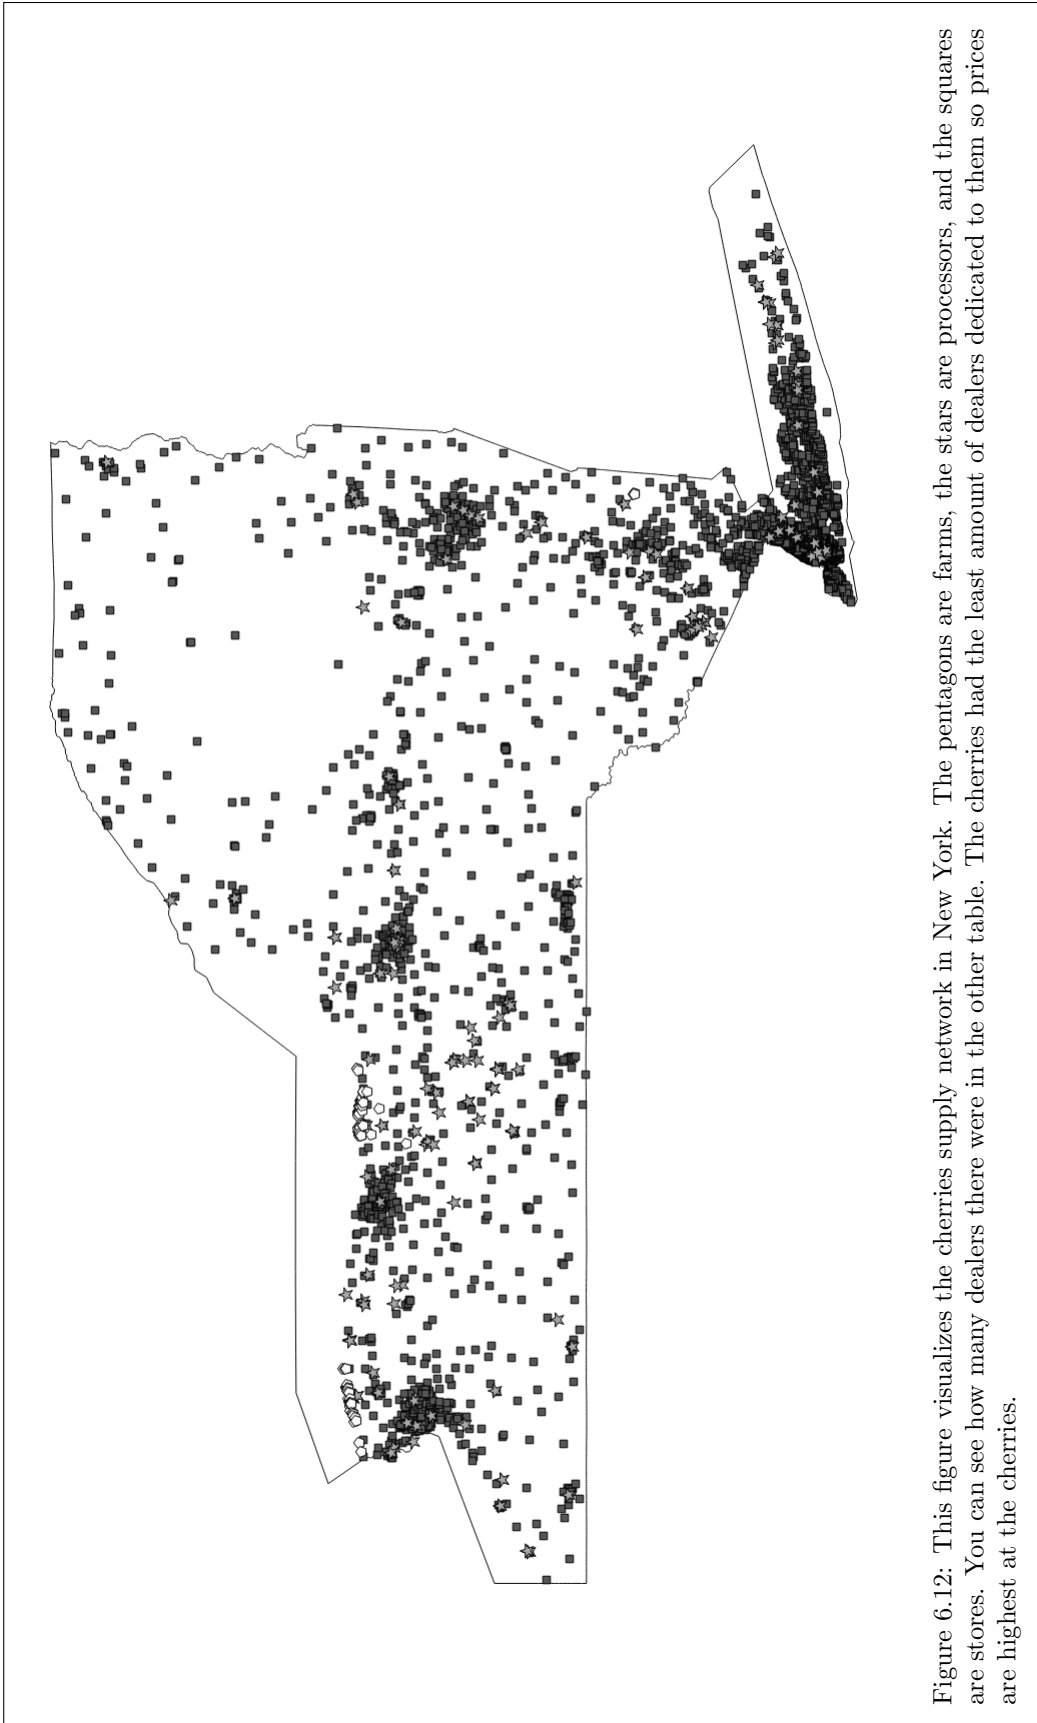 Figure 6.12: This figure visualizes the cherries supply network in New York. The pentagons are farms, the stars are processors, and the squares
are stores. You can see how many dealers there were in the other table. The cherries had the least amount of dealers dedicated to them so prices
are highest at the cherries.